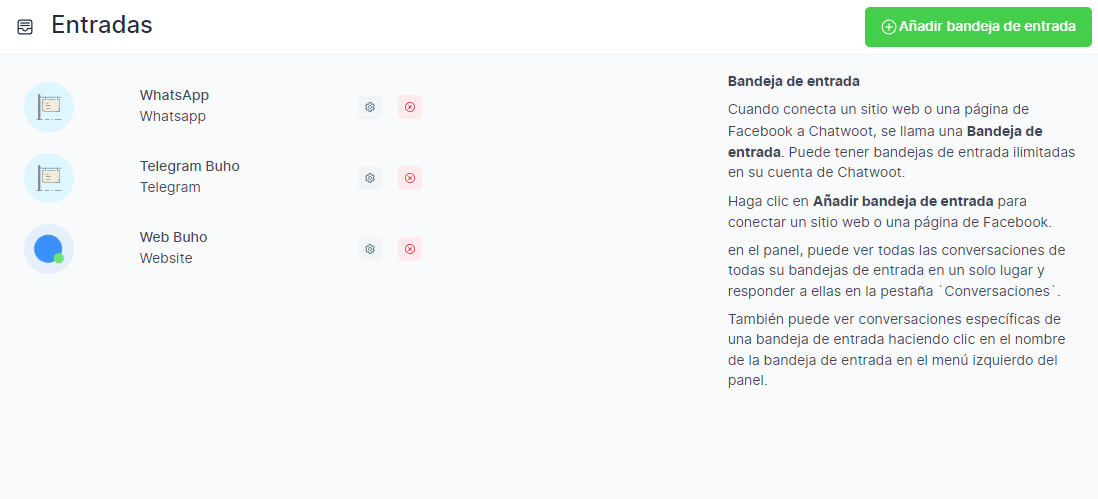 Entradas
Añadir bandeja de entrada
WhatsApp
Whatsapp
Telegram Buho
Telegram
Web Buho
Website
Bandeja de entrada
Cuando conecta un sitio web o una página de
Facebook a Chatwoot, se llama una Bandeja de
entrada. Puede tener bandejas de entrada ilimitadas
en su cuenta de Chatwoot.
Haga clic en Añadir bandeja de entrada para
conectar un sitio web o una página de Facebook.
en el panel, puede ver todas las conversaciones de
todas su bandejas de entrada en un solo lugar y
responder a ellas en la pestaña `Conversaciones`.
También puede ver conversaciones específicas de
una bandeja de entrada haciendo clic en el nombre
de la bandeja de entrada en el menú izquierdo del
panel.